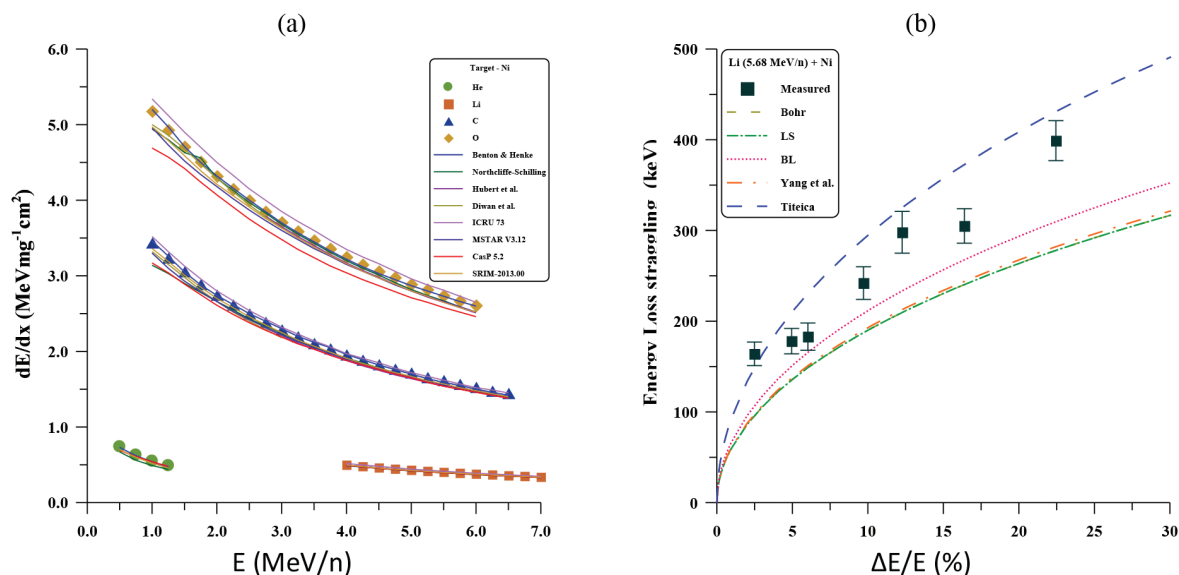 (a)
6.0
5.0
4.0
3.0
2.0
1.0
0.0
dE/dx (MeVmg⁻¹cm²)
0.0 1.0 2.0 3.0 4.0 5.0 6.0 7.0
E (MeV/n)
Target - Ni
He
Li
C
O
Benton & Henke
Northcliffe-Schilling
Hubert et al.
Diwan et al.
ICRU 73
MSTAR V3.12
CasP 5.2
SRIM-2013.00
(b)
500
400
300
200
100
0
Energy Loss straggling (keV)
0 5 10 15 20 25 30
ΔE/E (%)
Li (5.68 MeV/n) + Ni
Measured
Bohr
LS
BL
Yang et al.
Titeica